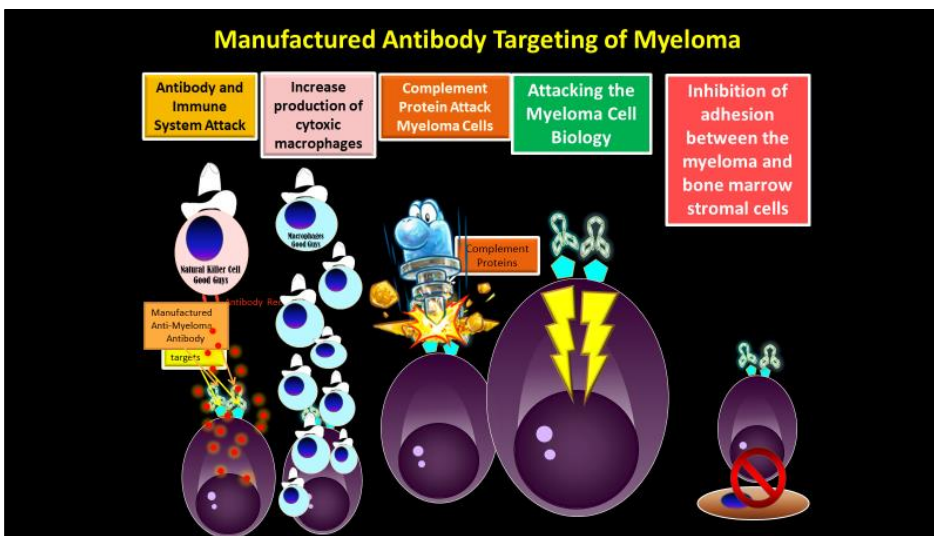 Manufactured Antibody Targeting of Myeloma
Antibody and
Immune
System Attack
Increase
production of
cytoxic
macrophages
Complement
Protein Attack
Myeloma Cells
Attacking the
Myeloma Cell
Biology
Inhibition of
adhesion
between the
myeloma and
bone marrow
stromal cells
Natural Killer Cell
Good Guys
Macrophages
Good Guys
Complement
Proteins
Antibody
Manufactured
Anti-Myeloma
Antibody
targets